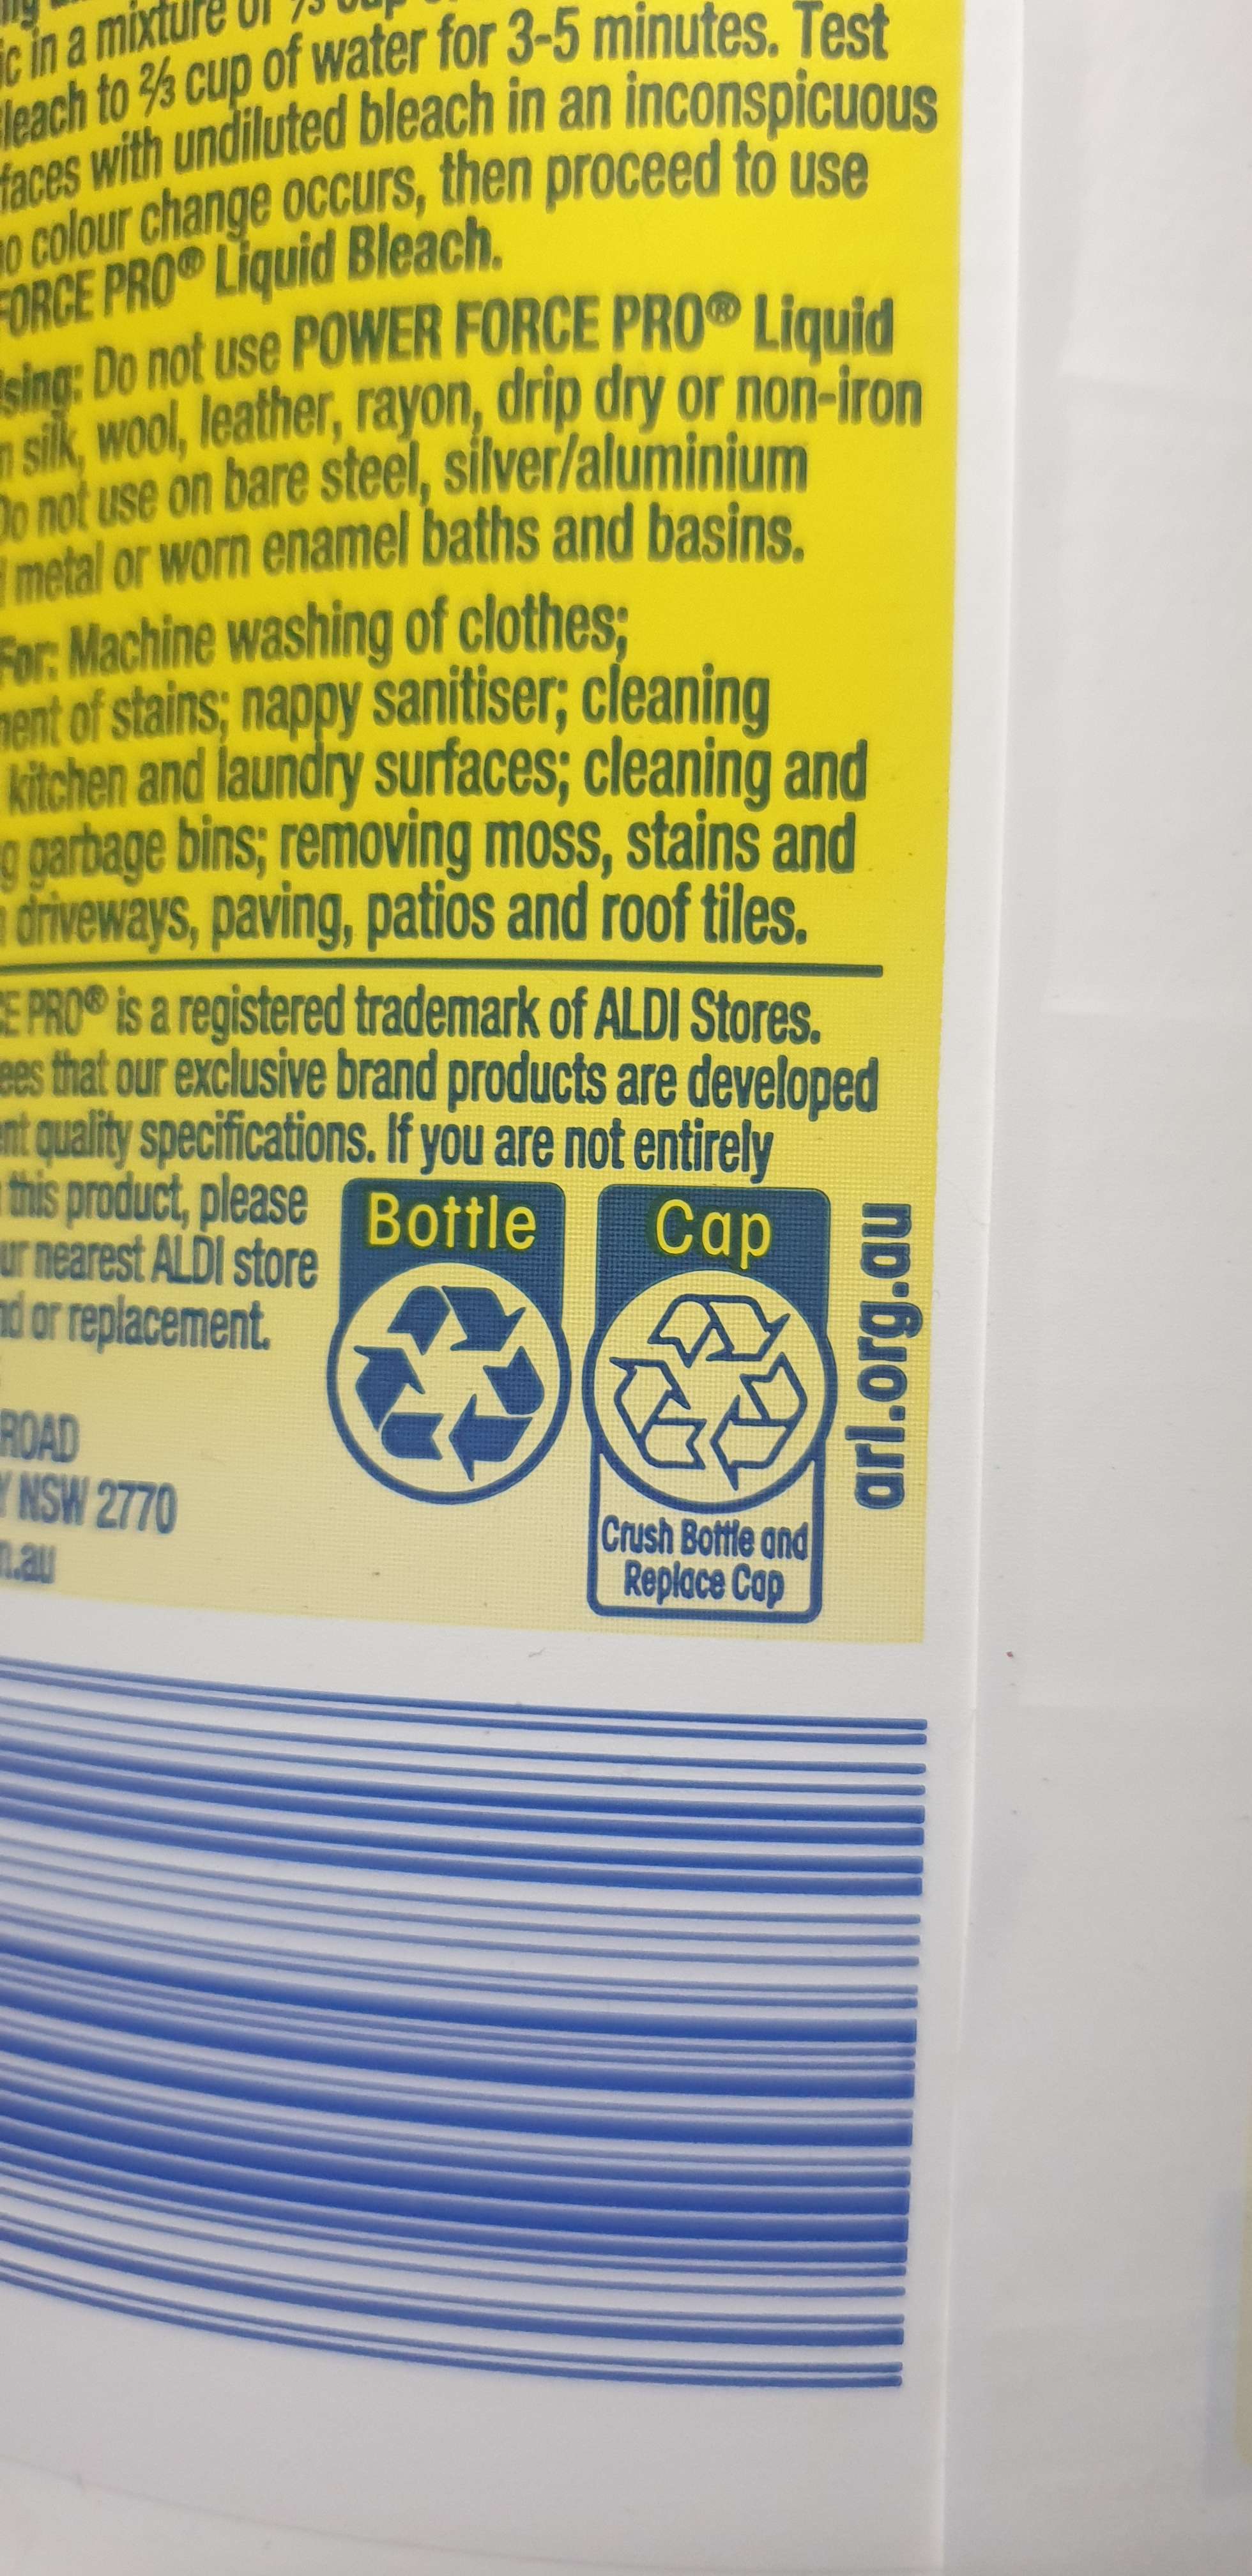 in a mixture of ⅓ cup
to ⅔ cup of water for 3-5 minutes. Test
with undiluted bleach in an inconspicuous
colour change occurs, then proceed to use
FORCE PRO® Liquid Bleach.
Do not use POWER FORCE PRO® Liquid
silk, wool, leather, rayon, drip dry or non-iron
Do not use on bare steel, silver/aluminium
metal or worn enamel baths and basins.
For: Machine washing of clothes;
of stains; nappy sanitiser; cleaning
kitchen and laundry surfaces; cleaning and
garbage bins; removing moss, stains and
driveways, paving, patios and roof tiles.
PRO® is a registered trademark of ALDI Stores.
that our exclusive brand products are developed
quality specifications. If you are not entirely
this product, please
nearest ALDI store
or replacement.
ROAD
NSW 2770
.au
Bottle
Cap
Crush Bottle and
Replace Cap
arl.org.au